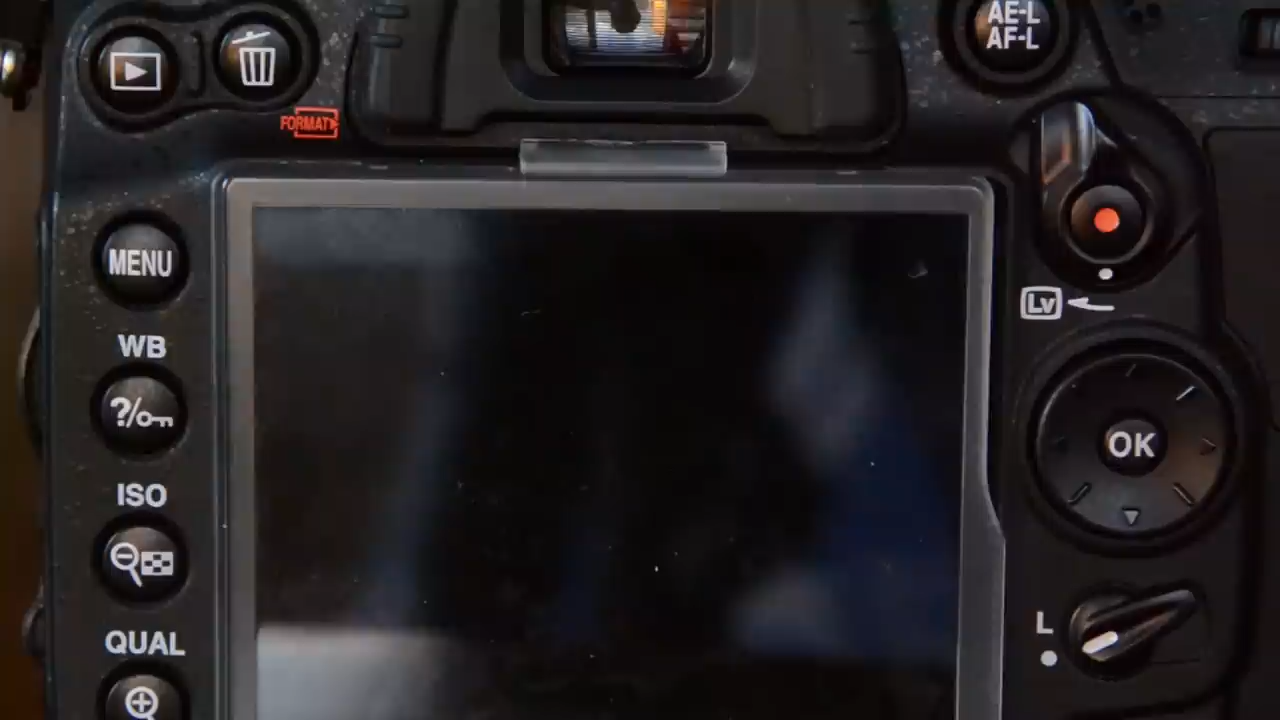 AE-L
AF-L
FORMAT
MENU
Lv
WB
?/
OK
ISO
L
QUAL